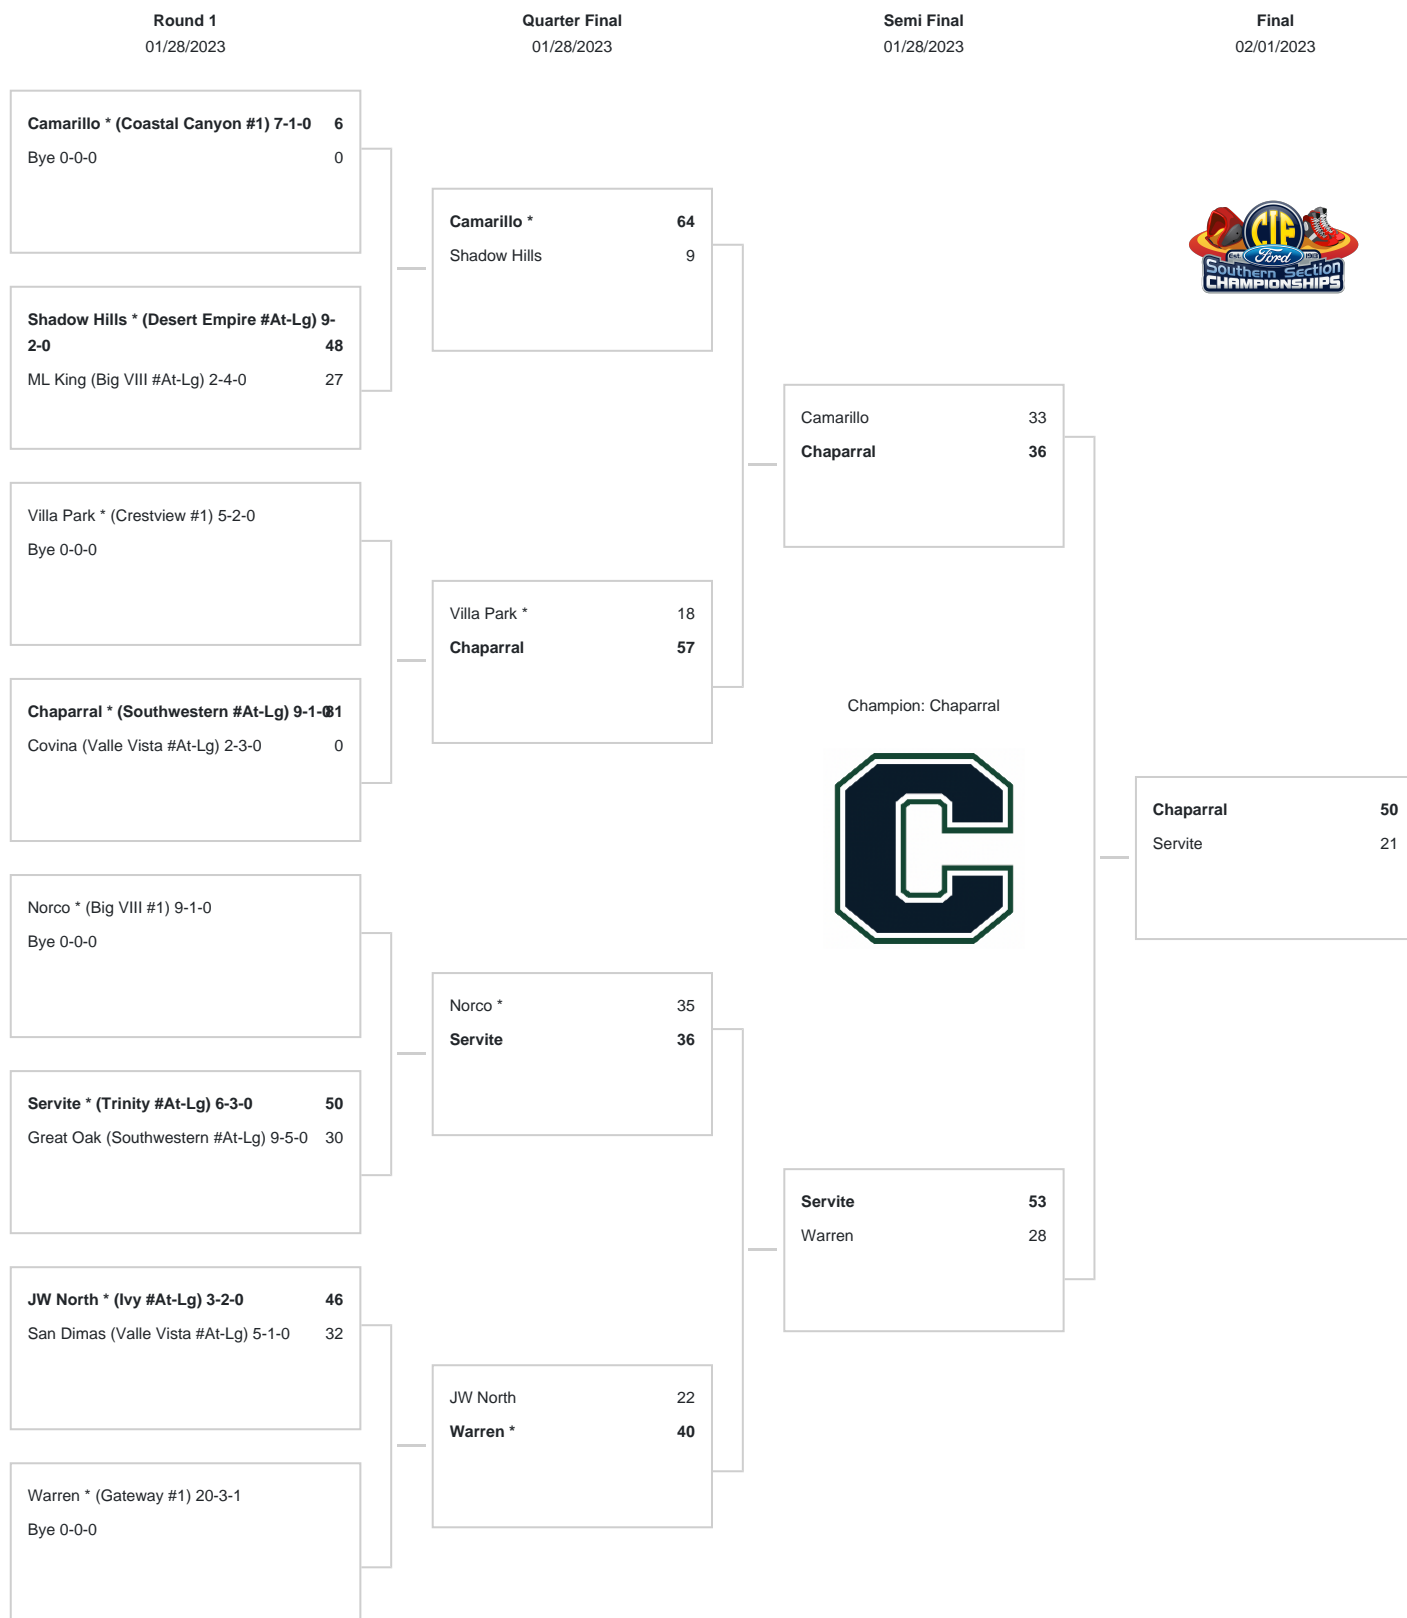 Round 1
01/28/2023
Quarter Final
01/28/2023
Semi Final
01/28/2023
Final
02/01/2023
Camarillo * (Coastal Canyon #1) 7-1-0 6
Bye 0-0-0 0
Shadow Hills * (Desert Empire #At-Lg) 9-
2-0 48
ML King (Big VIII #At-Lg) 2-4-0 27
Villa Park * (Crestview #1) 5-2-0
Bye 0-0-0
Chaparral * (Southwestern #At-Lg) 9-1-0 81
Covina (Valle Vista #At-Lg) 2-3-0 0
Norco * (Big VIII #1) 9-1-0
Bye 0-0-0
Servite * (Trinity #At-Lg) 6-3-0 50
Great Oak (Southwestern #At-Lg) 9-5-0 30
JW North * (Ivy #At-Lg) 3-2-0 46
San Dimas (Valle Vista #At-Lg) 5-1-0 32
Warren * (Gateway #1) 20-3-1
Bye 0-0-0
Camarillo * 64
Shadow Hills 9
Villa Park * 18
Chaparral 57
Norco * 35
Servite 36
JW North 22
Warren * 40
Camarillo 33
Chaparral 36
Champion: Chaparral
C
Servite 53
Warren 28
CIF
Est. Ford
Southern Section
CHAMPIONSHIPS
Chaparral 50
Servite 21